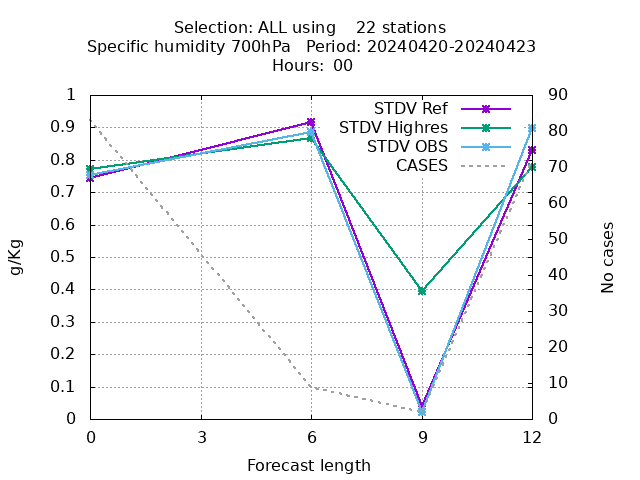 Selection: ALL using    22 stations
Specific humidity 700hPa   Period: 20240420-20240423
Hours:  00
STDV Ref
STDV Highres
STDV OBS
CASES
1
0.9
0.8
0.7
0.6
0.5
0.4
0.3
0.2
0.1
0
90
80
70
60
50
40
30
20
10
0
g/Kg
No cases
0 3 6 9 12
Forecast length